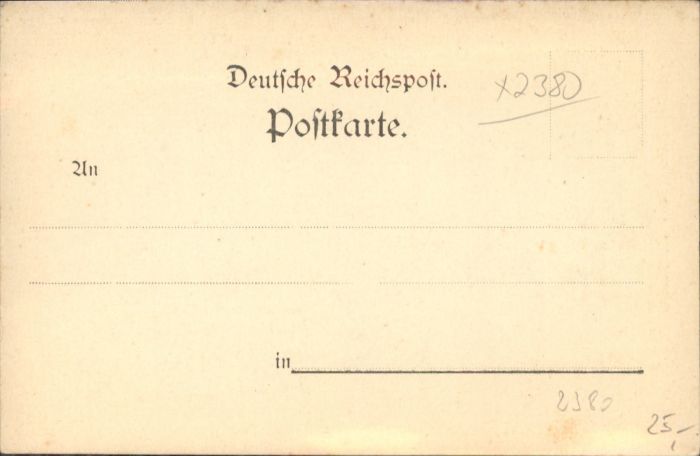 Deutſche Reichspoſt.
x2380
Poſtkarte.
An
in
2380
25,-